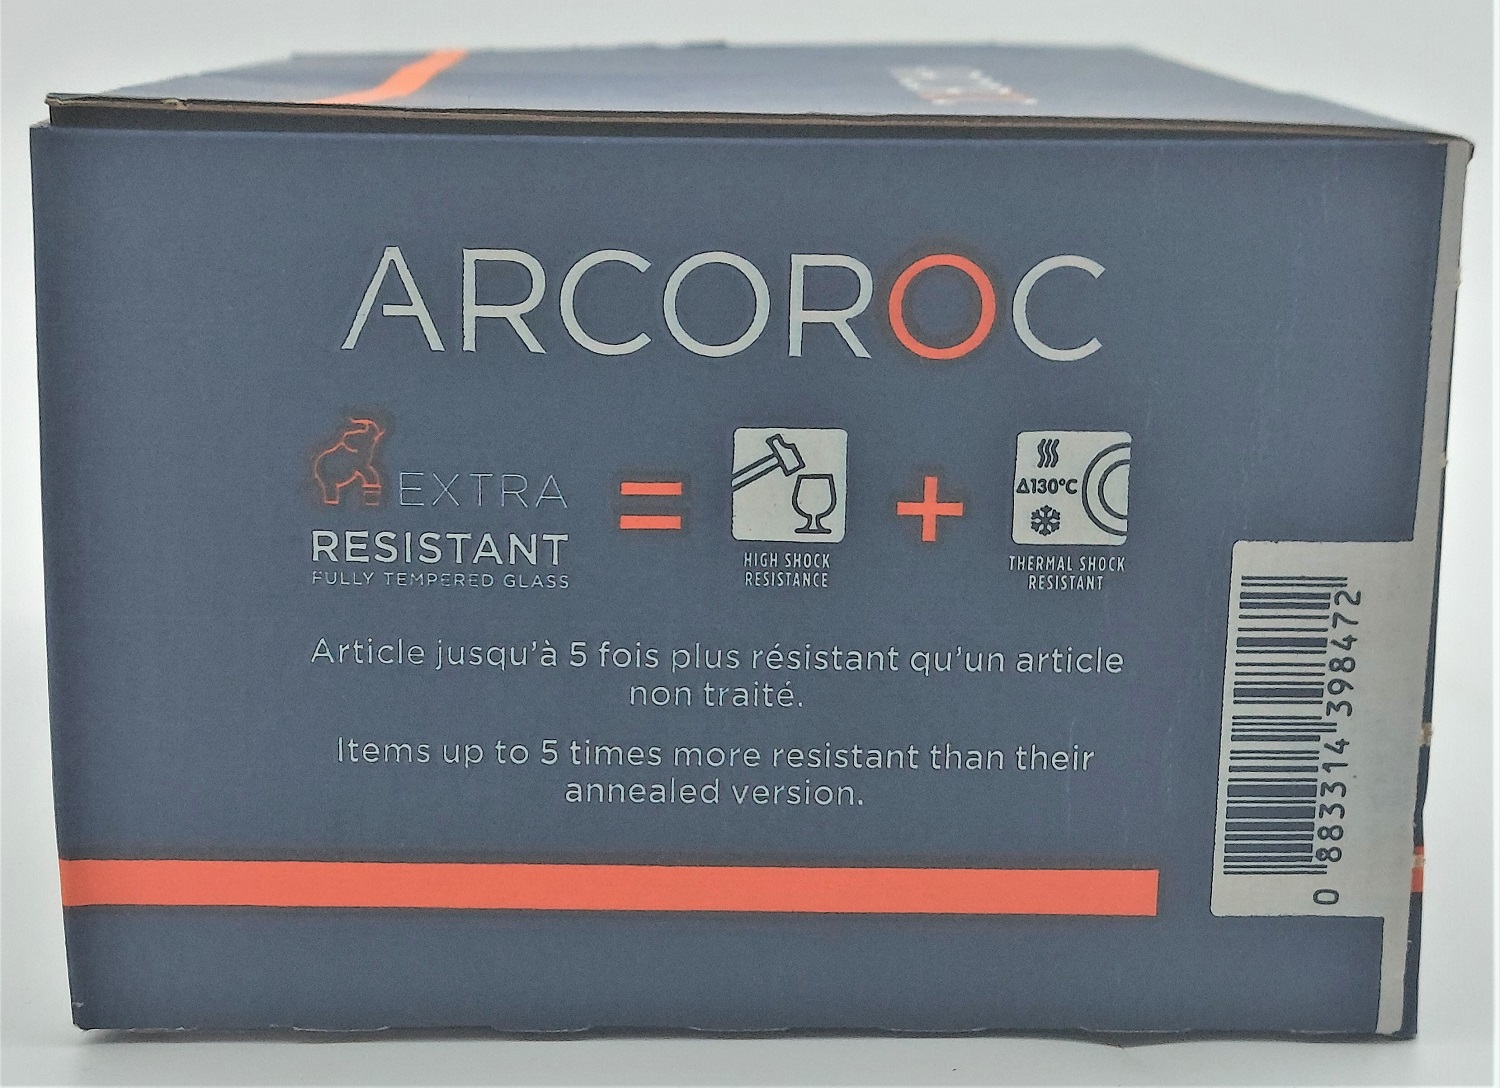 ARCOROC
EXTRA
RESISTANT
FULLY TEMPERED GLASS
=
HIGH SHOCK
RESISTANCE
+
Δ130°C
THERMAL SHOCK
RESISTANT
Article jusqu'à 5 fois plus résistant qu'un article
non traité.
Items up to 5 times more resistant than their
annealed version.
0 883314 398472